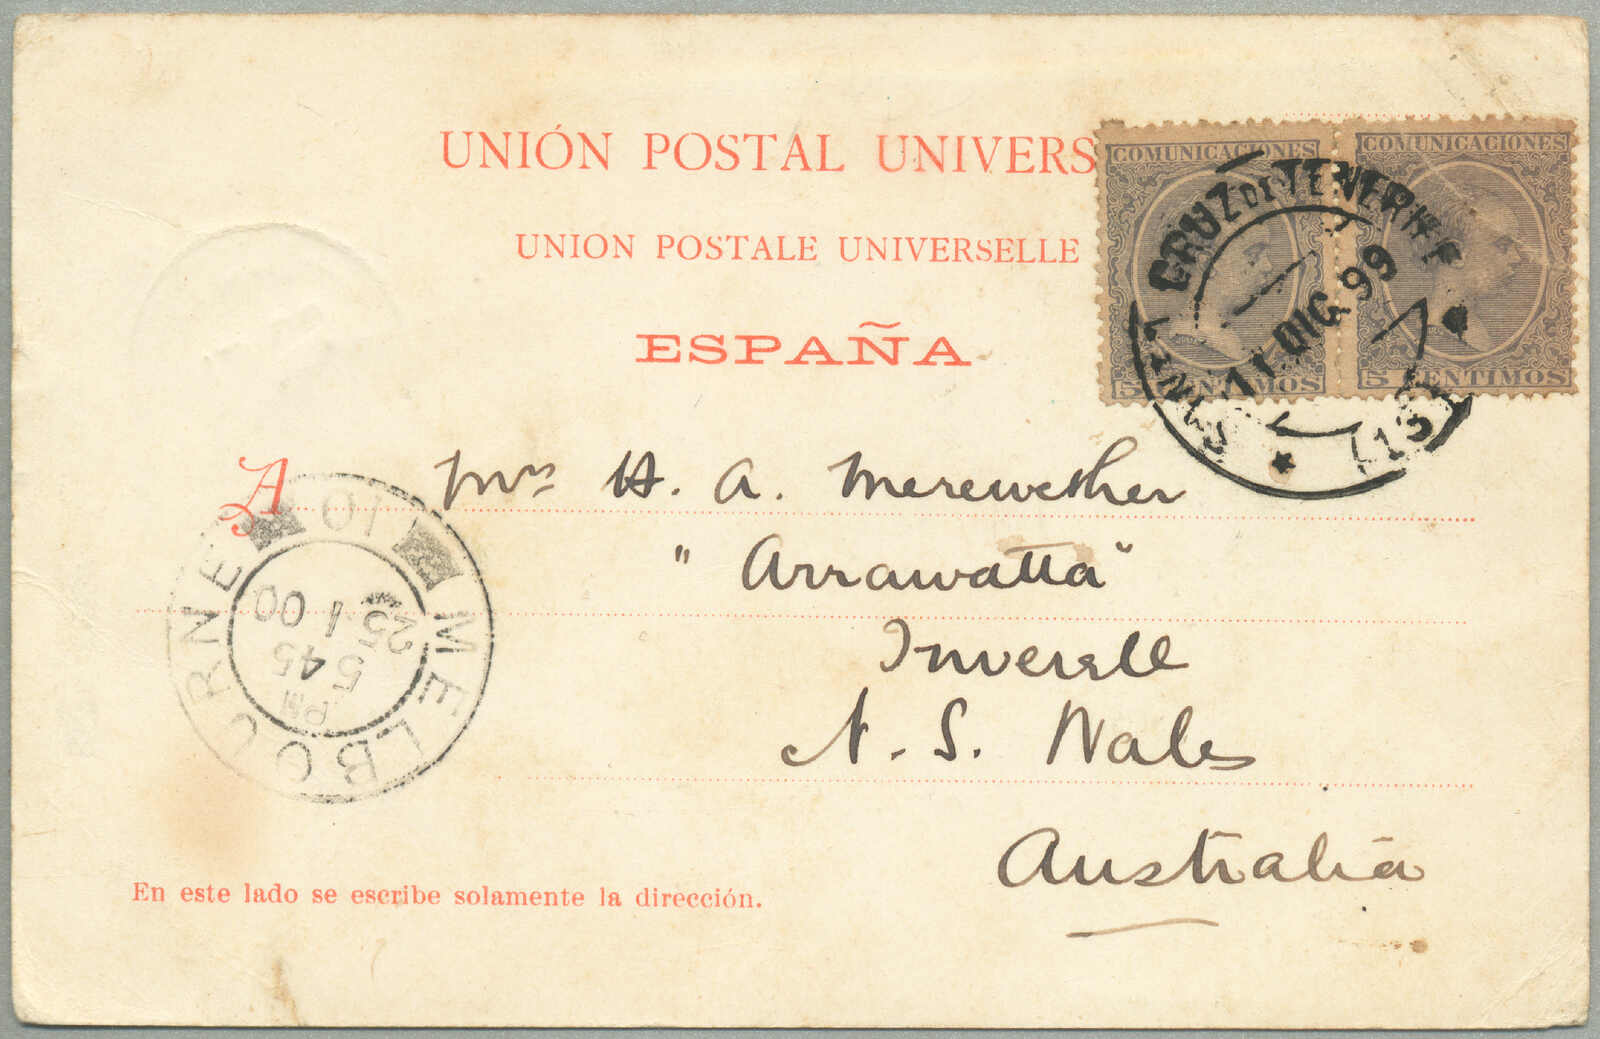 UNIÓN POSTAL UNIVERS
UNION POSTALE UNIVERSELLE
ESPAÑA
COMUNICACIONES
5 CENTIMOS
COMUNICACIONES
5 CENTIMOS
CRUZ DE TENERIFE
11 DIC. 99
A Mrs H. A. Merewether
"Arrawatta"
Inverell
N. S. Wales
Australia
MELBOURNE
10
25 1 00
5 45
PM
En este lado se escribe solamente la dirección.